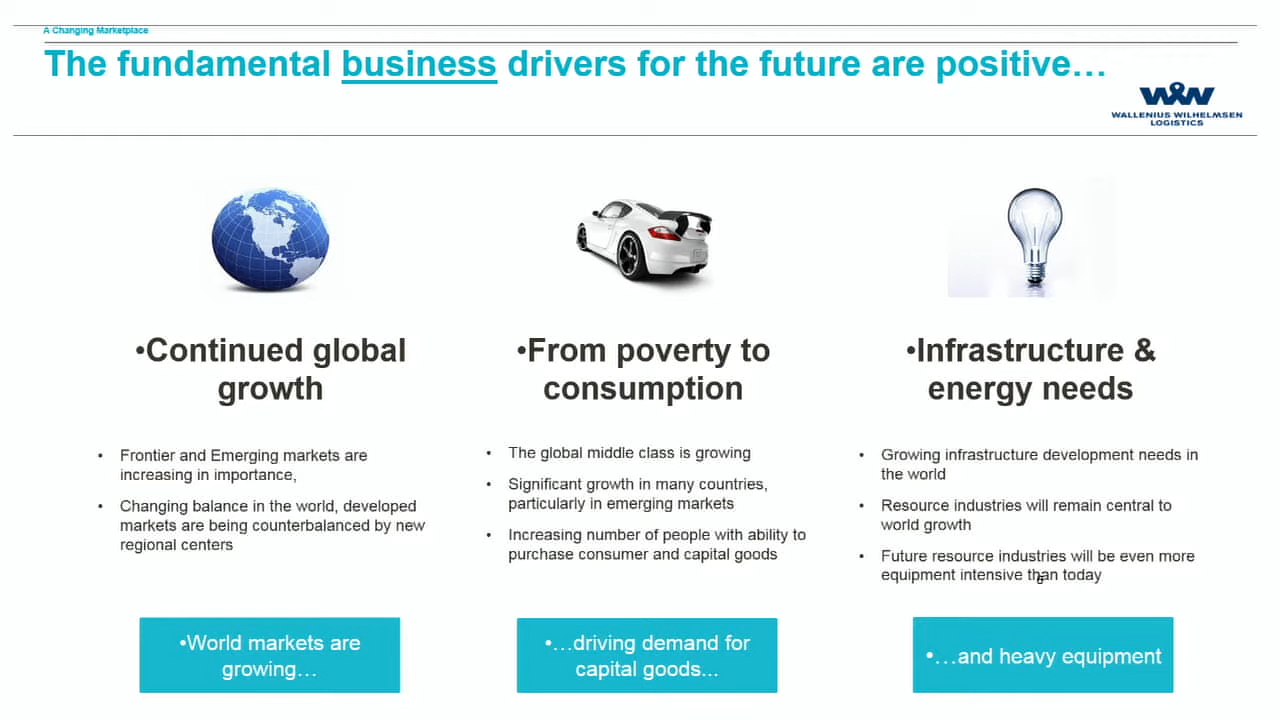 A Changing Marketplace
The fundamental business drivers for the future are positive…
WALLENIUS WILHELMSEN
LOGISTICS
•Continued global
growth
• Frontier and Emerging markets are
increasing in importance,
• Changing balance in the world, developed
markets are being counterbalanced by new
regional centers
•World markets are
growing…
•From poverty to
consumption
• The global middle class is growing
• Significant growth in many countries,
particularly in emerging markets
• Increasing number of people with ability to
purchase consumer and capital goods
•…driving demand for
capital goods...
•Infrastructure &
energy needs
• Growing infrastructure development needs in
the world
• Resource industries will remain central to
world growth
• Future resource industries will be even more
equipment intensive than today
6
•…and heavy equipment